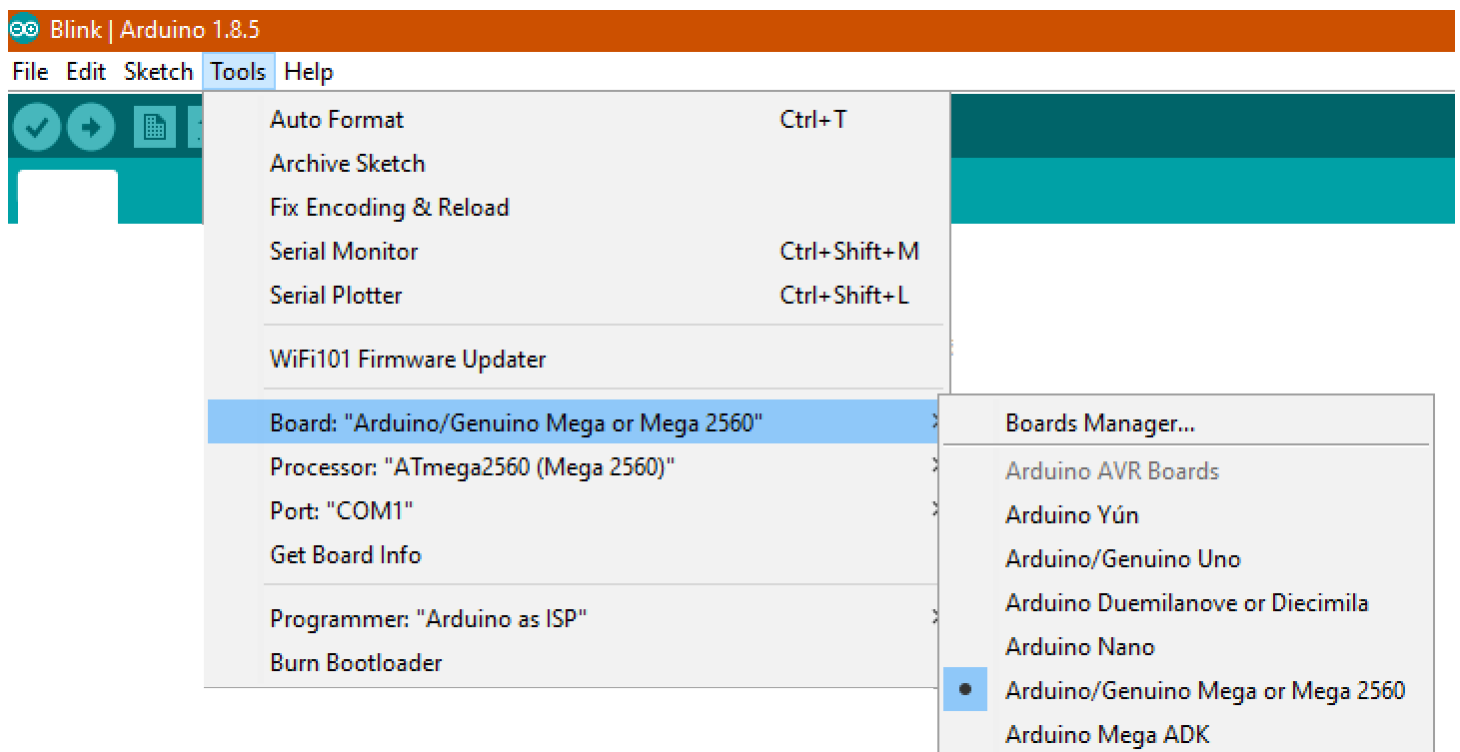 Blink | Arduino 1.8.5
File Edit Sketch Tools Help
Auto Format Ctrl+T
Archive Sketch
Fix Encoding & Reload
Serial Monitor Ctrl+Shift+M
Serial Plotter Ctrl+Shift+L
WiFi101 Firmware Updater
Board: "Arduino/Genuino Mega or Mega 2560"
Processor: "ATmega2560 (Mega 2560)"
Port: "COM1"
Get Board Info
Programmer: "Arduino as ISP"
Burn Bootloader
Boards Manager...
Arduino AVR Boards
Arduino Yún
Arduino/Genuino Uno
Arduino Duemilanove or Diecimila
Arduino Nano
Arduino/Genuino Mega or Mega 2560
Arduino Mega ADK